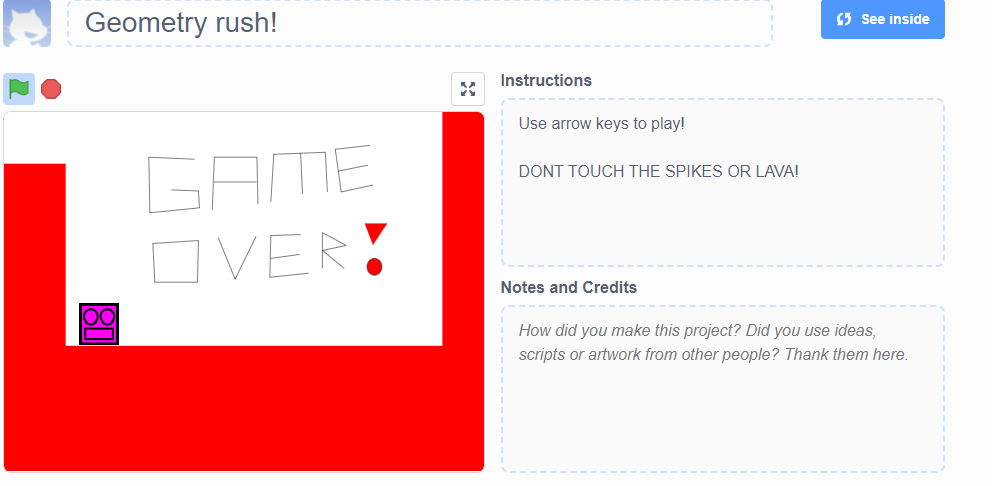 Geometry rush!
See inside
Instructions
Use arrow keys to play!
DONT TOUCH THE SPIKES OR LAVA!
GAME
OVER!
Notes and Credits
How did you make this project? Did you use ideas,
scripts or artwork from other people? Thank them here.